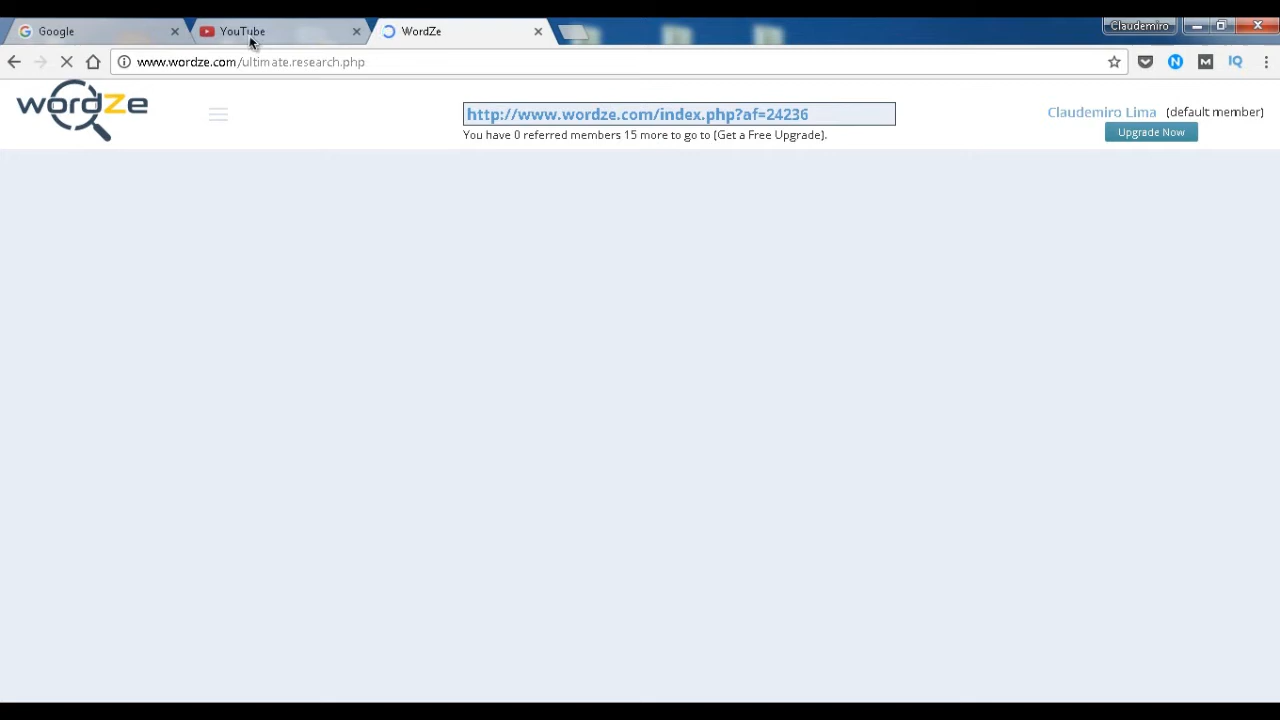 Google
YouTube
WordZe
Claudemiro
www.wordze.com/ultimate.research.php
IQ
wordze
http://www.wordze.com/index.php?af=24236
You have 0 referred members 15 more to go to [Get a Free Upgrade].
Claudemiro Lima (default member)
Upgrade Now